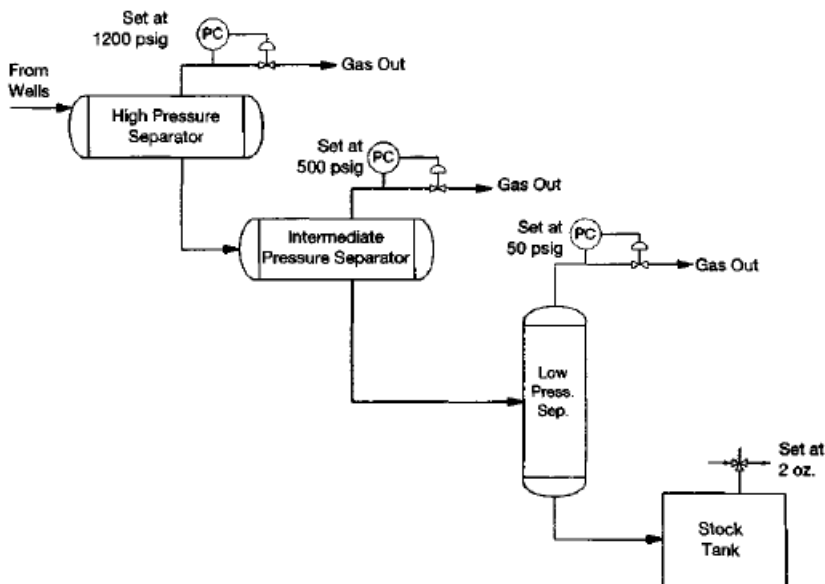 Set at
1200 psig
PC
Gas Out
From
Wells
High Pressure
Separator
Set at
500 psig
PC
Gas Out
Intermediate
Pressure Separator
Set at
50 psig
PC
Gas Out
Low
Press.
Sep.
Set at
2 oz.
Stock
Tank